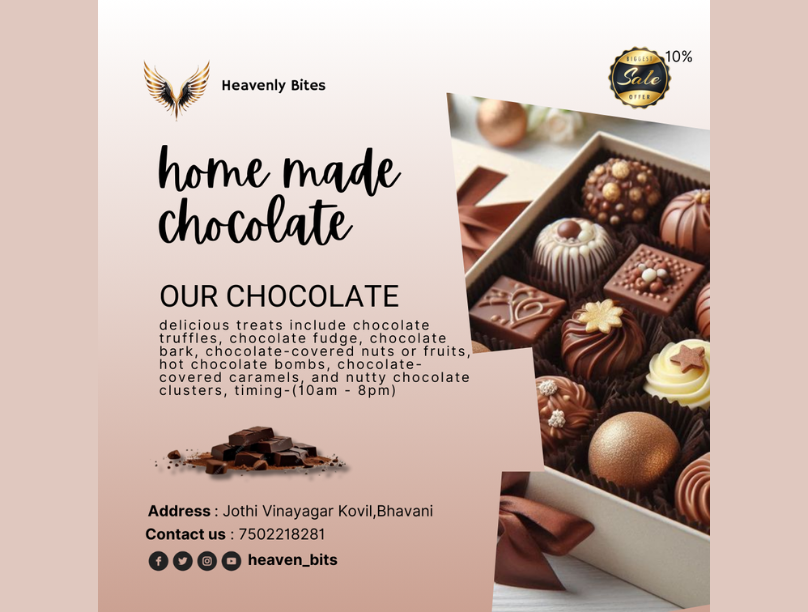 Heavenly Bites
BIGGEST
Sale
OFFER
10%
home made
chocolate
OUR CHOCOLATE
delicious treats include chocolate
truffles, chocolate fudge, chocolate
bark, chocolate-covered nuts or fruits,
hot chocolate bombs, chocolate-
covered caramels, and nutty chocolate
clusters, timing-(10am - 8pm)
Address : Jothi Vinayagar Kovil,Bhavani
Contact us : 7502218281
heaven_bits